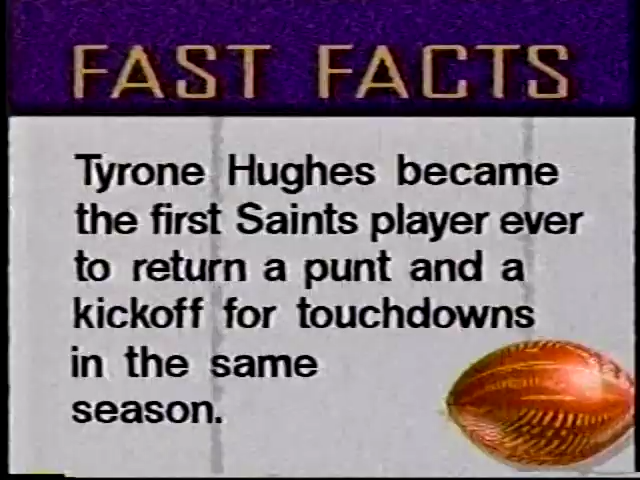 FAST FACTS
Tyrone Hughes became
the first Saints player ever
to return a punt and a
kickoff for touchdowns
in the same
season.